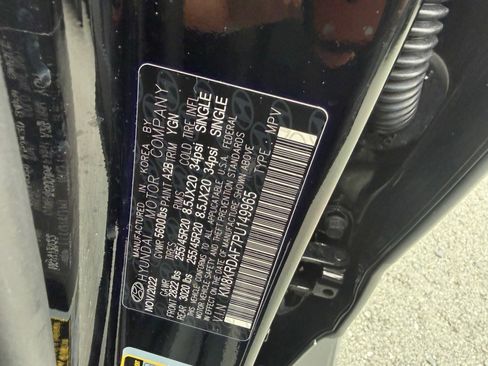 MANUFACTURED IN KOREA BY
HYUNDAI MOTOR COMPANY
NOV/2022 GVWR 5600 lbs PAINT A2B TRIM YGN
GAWR TIRES RIMS COLD TIRE INFL
FRONT 2822 lbs 255/45R20 8.5JX20 34psi SINGLE
REAR 3020 lbs 255/45R20 8.5JX20 34psi SINGLE
THIS VEHICLE CONFORMS TO ALL APPLICABLE U.S.A. FEDERAL
MOTOR VEHICLE SAFETY, BUMPER AND THEFT PREVENTION STANDARDS
IN EFFECT ON THE DATE OF MANUFACTURE SHOWN ABOVE
V.I.N: KM8KRDAF7PU149965 TYPE : MPV